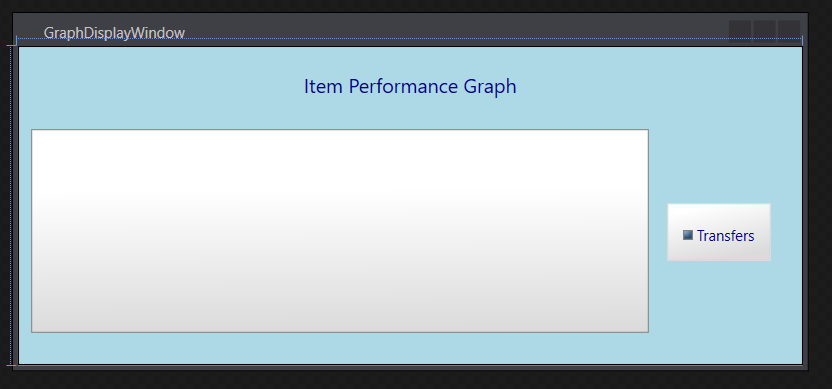 GraphDisplayWindow
Item Performance Graph
Transfers